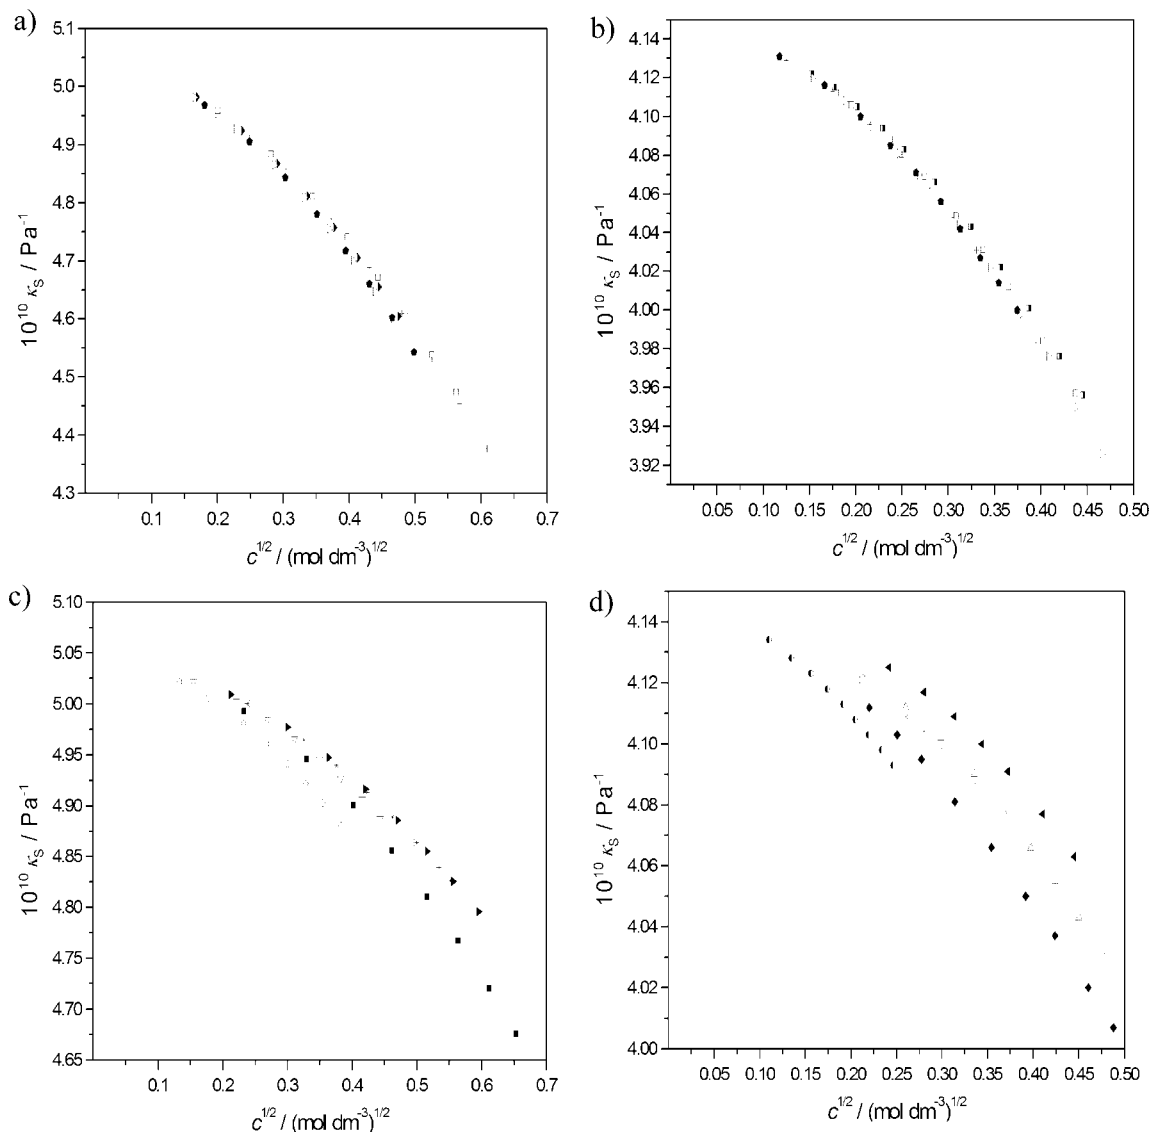 a)
5.1
5.0
4.9
4.8
4.7
4.6
4.5
4.4
4.3
10¹⁰ κS / Pa⁻¹
0.1 0.2 0.3 0.4 0.5 0.6 0.7
c¹/² / (mol dm⁻³)¹/²
b)
4.14
4.12
4.10
4.08
4.06
4.04
4.02
4.00
3.98
3.96
3.94
3.92
10¹⁰ κS / Pa⁻¹
0.05 0.10 0.15 0.20 0.25 0.30 0.35 0.40 0.45 0.50
c¹/² / (mol dm⁻³)¹/²
c)
5.10
5.05
5.00
4.95
4.90
4.85
4.80
4.75
4.70
4.65
10¹⁰ κS / Pa⁻¹
0.1 0.2 0.3 0.4 0.5 0.6 0.7
c¹/² / (mol dm⁻³)¹/²
d)
4.14
4.12
4.10
4.08
4.06
4.04
4.02
4.00
10¹⁰ κS / Pa⁻¹
0.05 0.10 0.15 0.20 0.25 0.30 0.35 0.40 0.45 0.50
c¹/² / (mol dm⁻³)¹/²